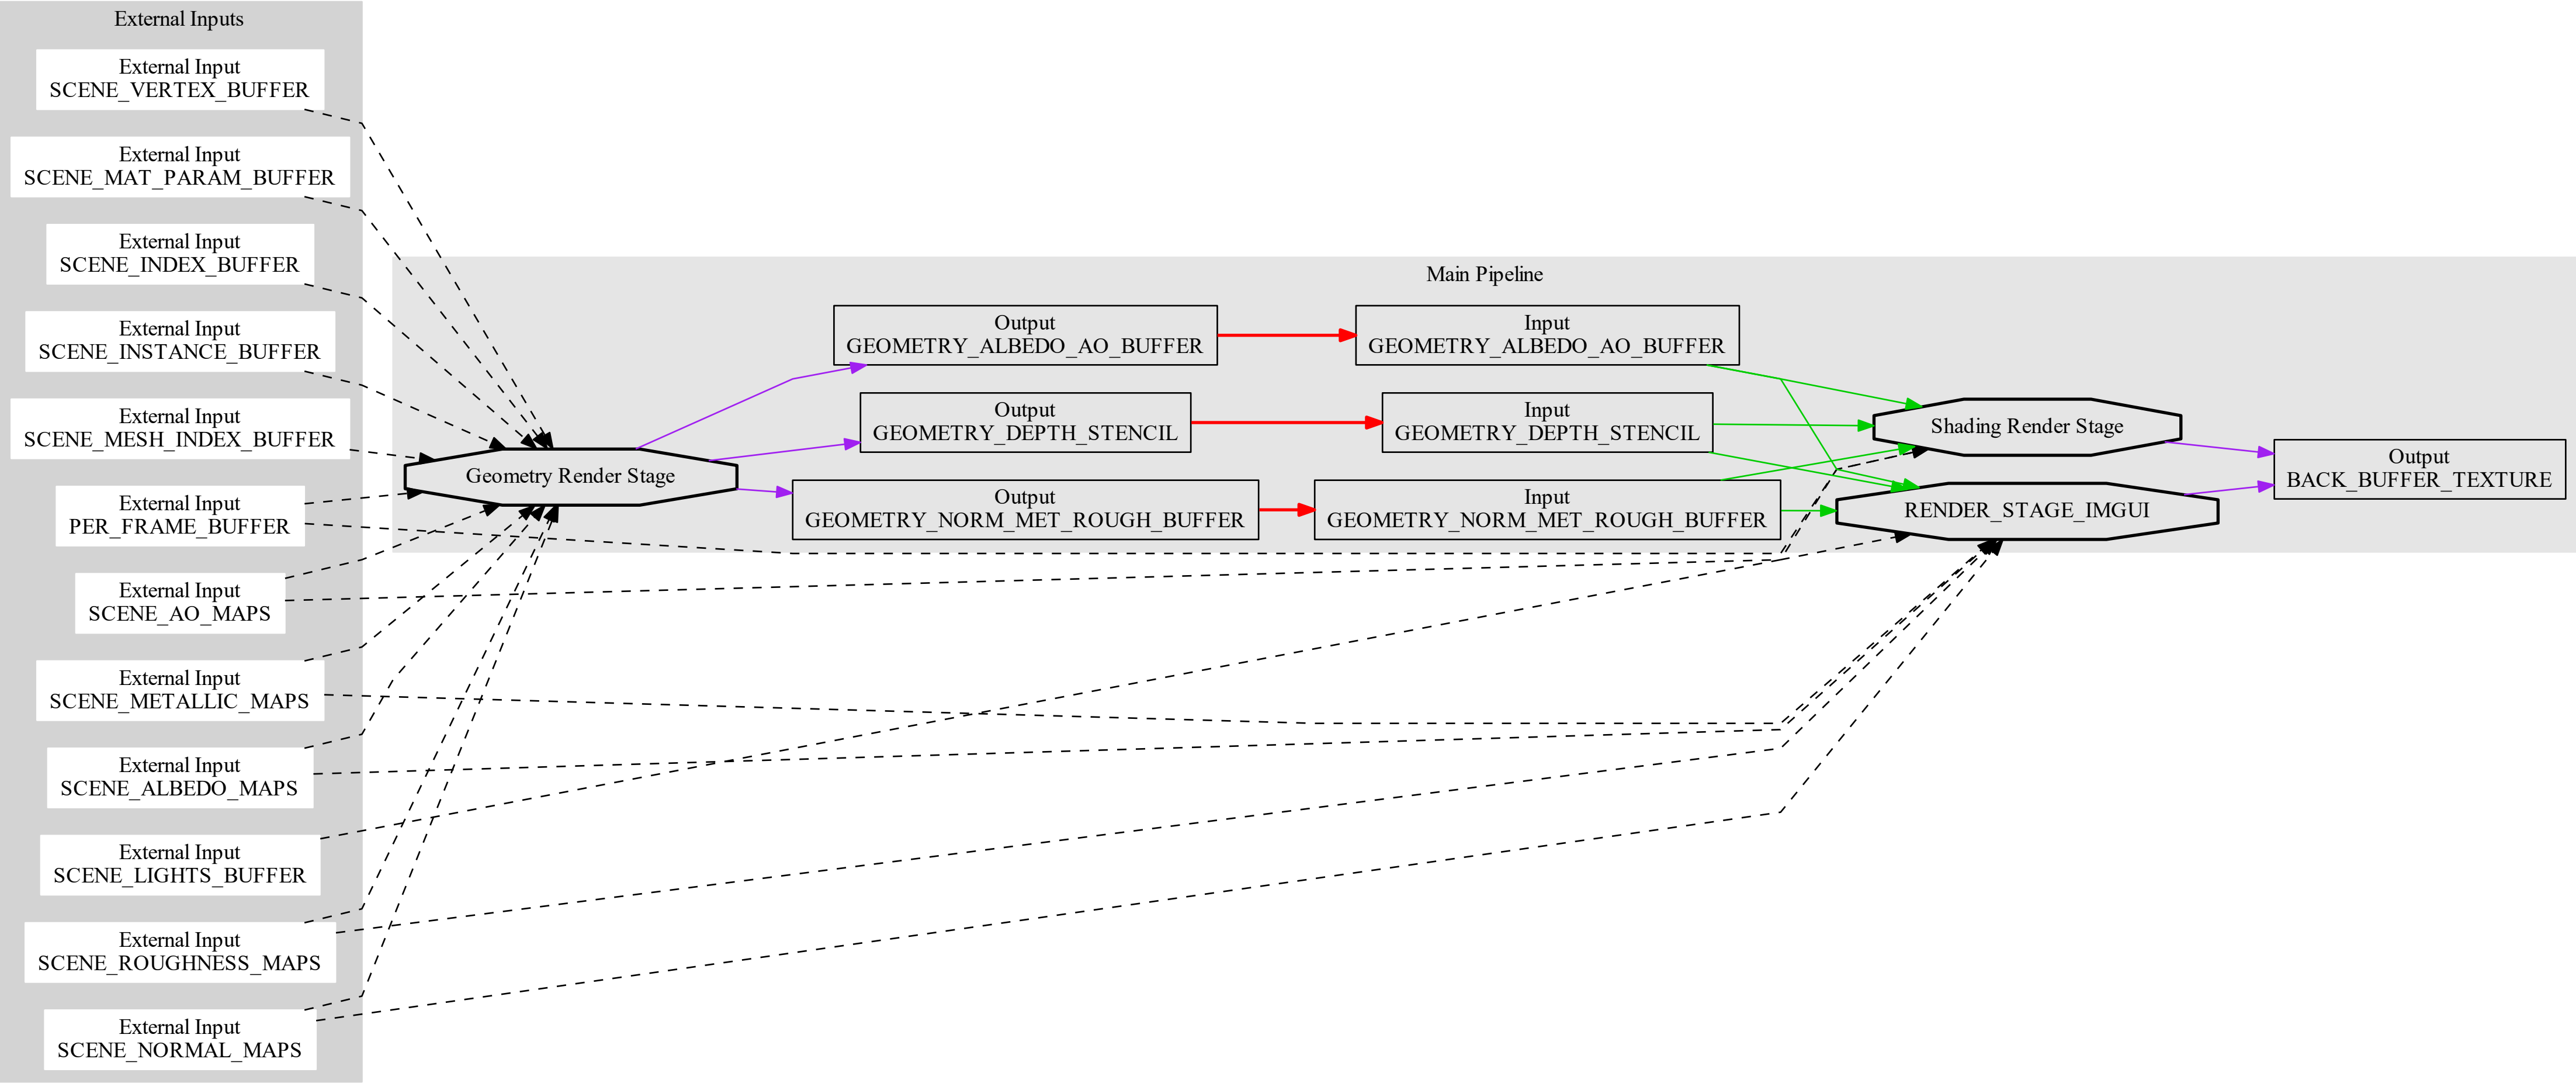 External Inputs
External Input
SCENE_VERTEX_BUFFER
External Input
SCENE_MAT_PARAM_BUFFER
External Input
SCENE_INDEX_BUFFER
External Input
SCENE_INSTANCE_BUFFER
External Input
SCENE_MESH_INDEX_BUFFER
External Input
PER_FRAME_BUFFER
External Input
SCENE_AO_MAPS
External Input
SCENE_METALLIC_MAPS
External Input
SCENE_ALBEDO_MAPS
External Input
SCENE_LIGHTS_BUFFER
External Input
SCENE_ROUGHNESS_MAPS
External Input
SCENE_NORMAL_MAPS
Main Pipeline
Geometry Render Stage
Output
GEOMETRY_ALBEDO_AO_BUFFER
Output
GEOMETRY_DEPTH_STENCIL
Output
GEOMETRY_NORM_MET_ROUGH_BUFFER
Input
GEOMETRY_ALBEDO_AO_BUFFER
Input
GEOMETRY_DEPTH_STENCIL
Input
GEOMETRY_NORM_MET_ROUGH_BUFFER
Shading Render Stage
RENDER_STAGE_IMGUI
Output
BACK_BUFFER_TEXTURE